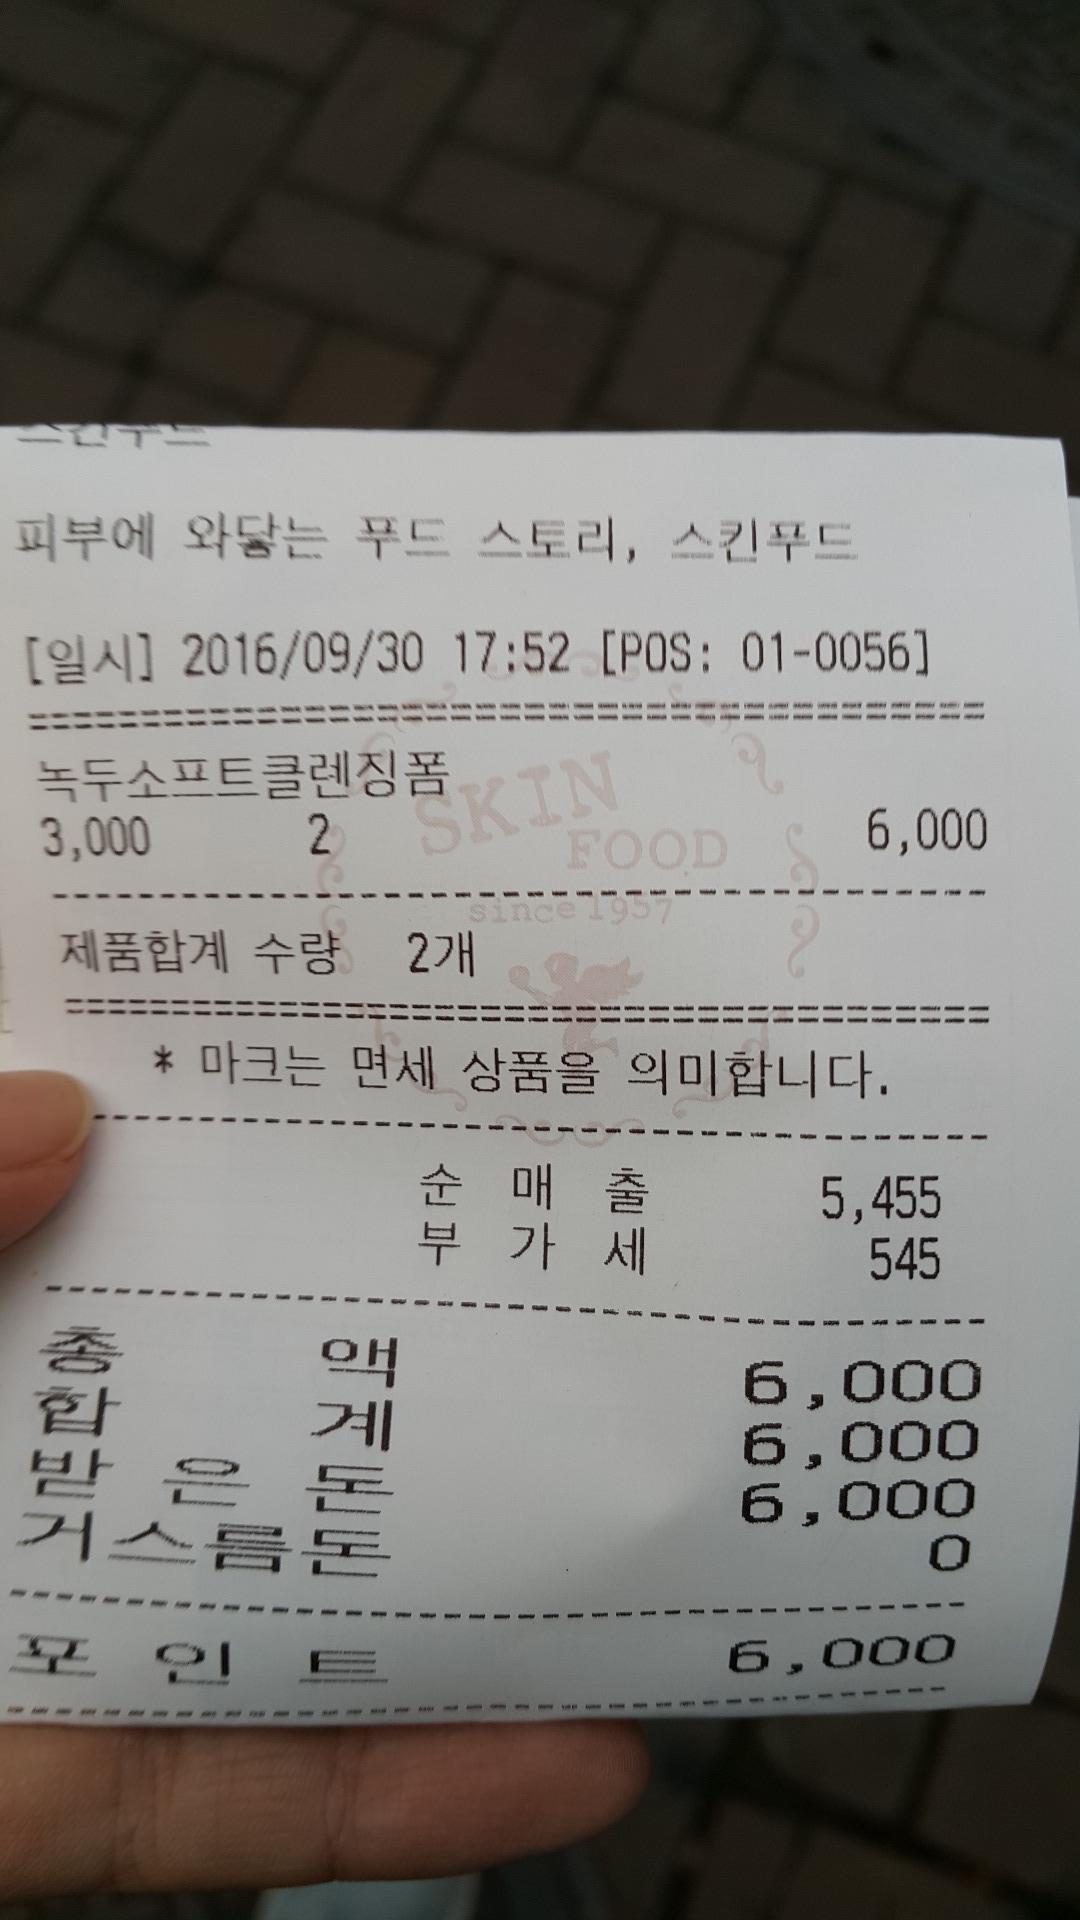 스킨푸드
피부에 와닿는 푸드 스토리, 스킨푸드
[일시] 2016/09/30 17:52 [POS: 01-0056]
녹두소프트클렌징폼
3,000 2 6,000
SKIN
FOOD
since 1957
제품합계 수량 2개
* 마크는 면세 상품을 의미합니다.
순 매 출 5,455
부 가 세 545
총 액 6,000
합 계 6,000
받 은 돈 6,000
거스름돈 0
포 인 트 6,000